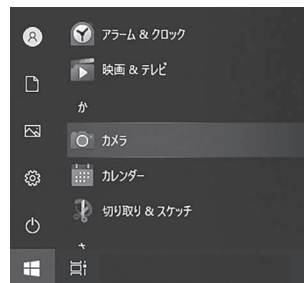 アラーム & クロック
映画 & テレビ
か
カメラ
カレンダー
切り取り & スケッチ